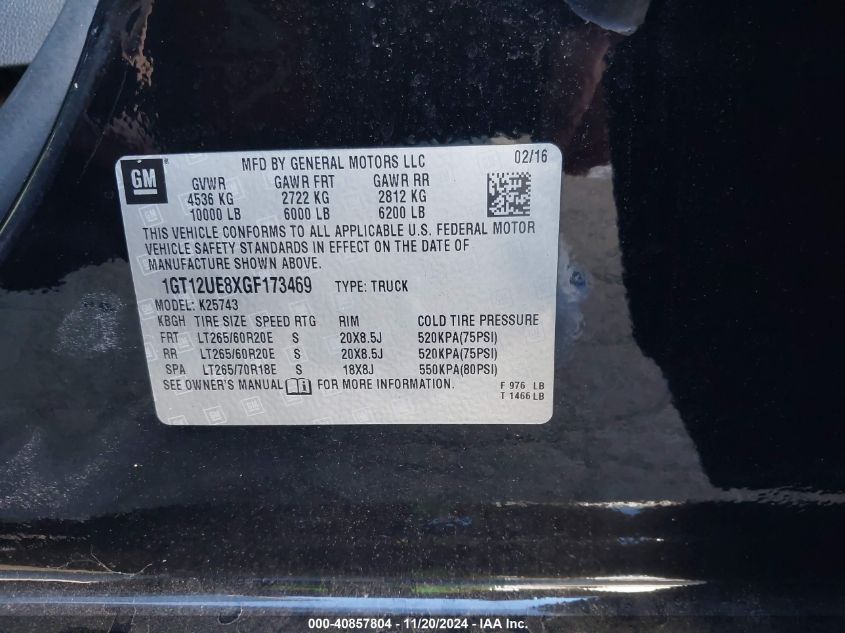 GM
MFD BY GENERAL MOTORS LLC 02/16
GVWR GAWR FRT GAWR RR
4536 KG 2722 KG 2812 KG
10000 LB 6000 LB 6200 LB
THIS VEHICLE CONFORMS TO ALL APPLICABLE U.S. FEDERAL MOTOR
VEHICLE SAFETY STANDARDS IN EFFECT ON THE DATE OF
MANUFACTURE SHOWN ABOVE.
1GT12UE8XGF173469 TYPE: TRUCK
MODEL: K25743
KBGH TIRE SIZE SPEED RTG RIM COLD TIRE PRESSURE
FRT LT265/60R20E S 20X8.5J 520KPA(75PSI)
RR LT265/60R20E S 20X8.5J 520KPA(75PSI)
SPA LT265/70R18E S 18X8J 550KPA(80PSI)
SEE OWNER'S MANUAL FOR MORE INFORMATION.
F 976 LB
T 1466 LB
000-40857804 - 11/20/2024 - IAA Inc.